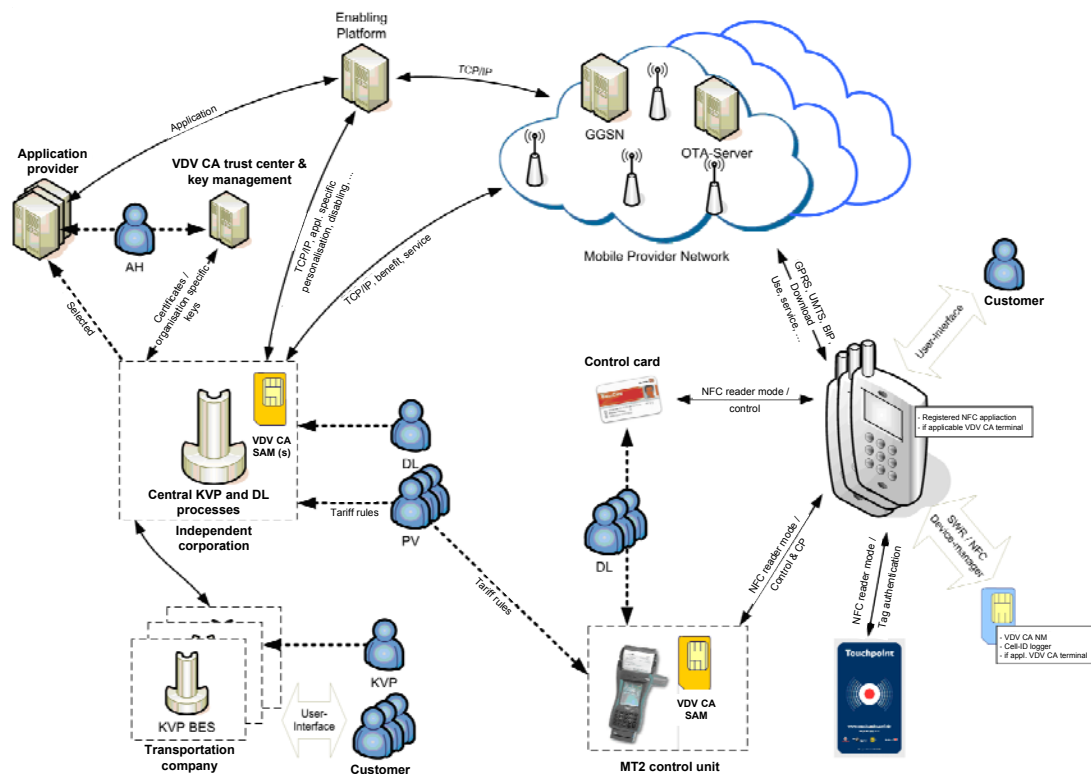 Enabling
Platform
TCP/IP
GGSN
OTA-Server
Mobile Provider Network
Application
Application
provider
VDV CA trust center &
key management
AH
Selected
Certificates /
organisation specific
keys
TCP/IP, appl. specific
personalisation, disabling, ...
TCP/IP, benefit, service
GPRS, UMTS, BIP,
Download
Use, service, ...
Customer
User-Interface
Control card
NFC reader mode /
control
- Registered NFC appliaction
- if applicable VDV CA terminal
VDV CA
SAM (s)
DL
Central KVP and DL
processes
Independent
corporation
Tariff rules
PV
DL
Tariff rules
NFC reader mode /
Control & CP
NFC reader mode /
Tag authentication
SWR / NFC
Device-manager
- VDV CA NM
- Cell-ID logger
- if appl. VDV CA terminal
Touchpoint
KVP
KVP BES
User-
Interface
Transportation
company
Customer
VDV CA
SAM
MT2 control unit